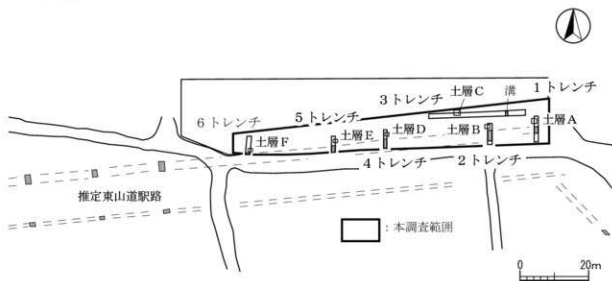 土層C
溝
1トレンチ
3トレンチ
5トレンチ
6トレンチ
土層A
土層B
土層D
土層E
土層F
4トレンチ
2トレンチ
推定東山道駅路
：本調査範囲
0 20m